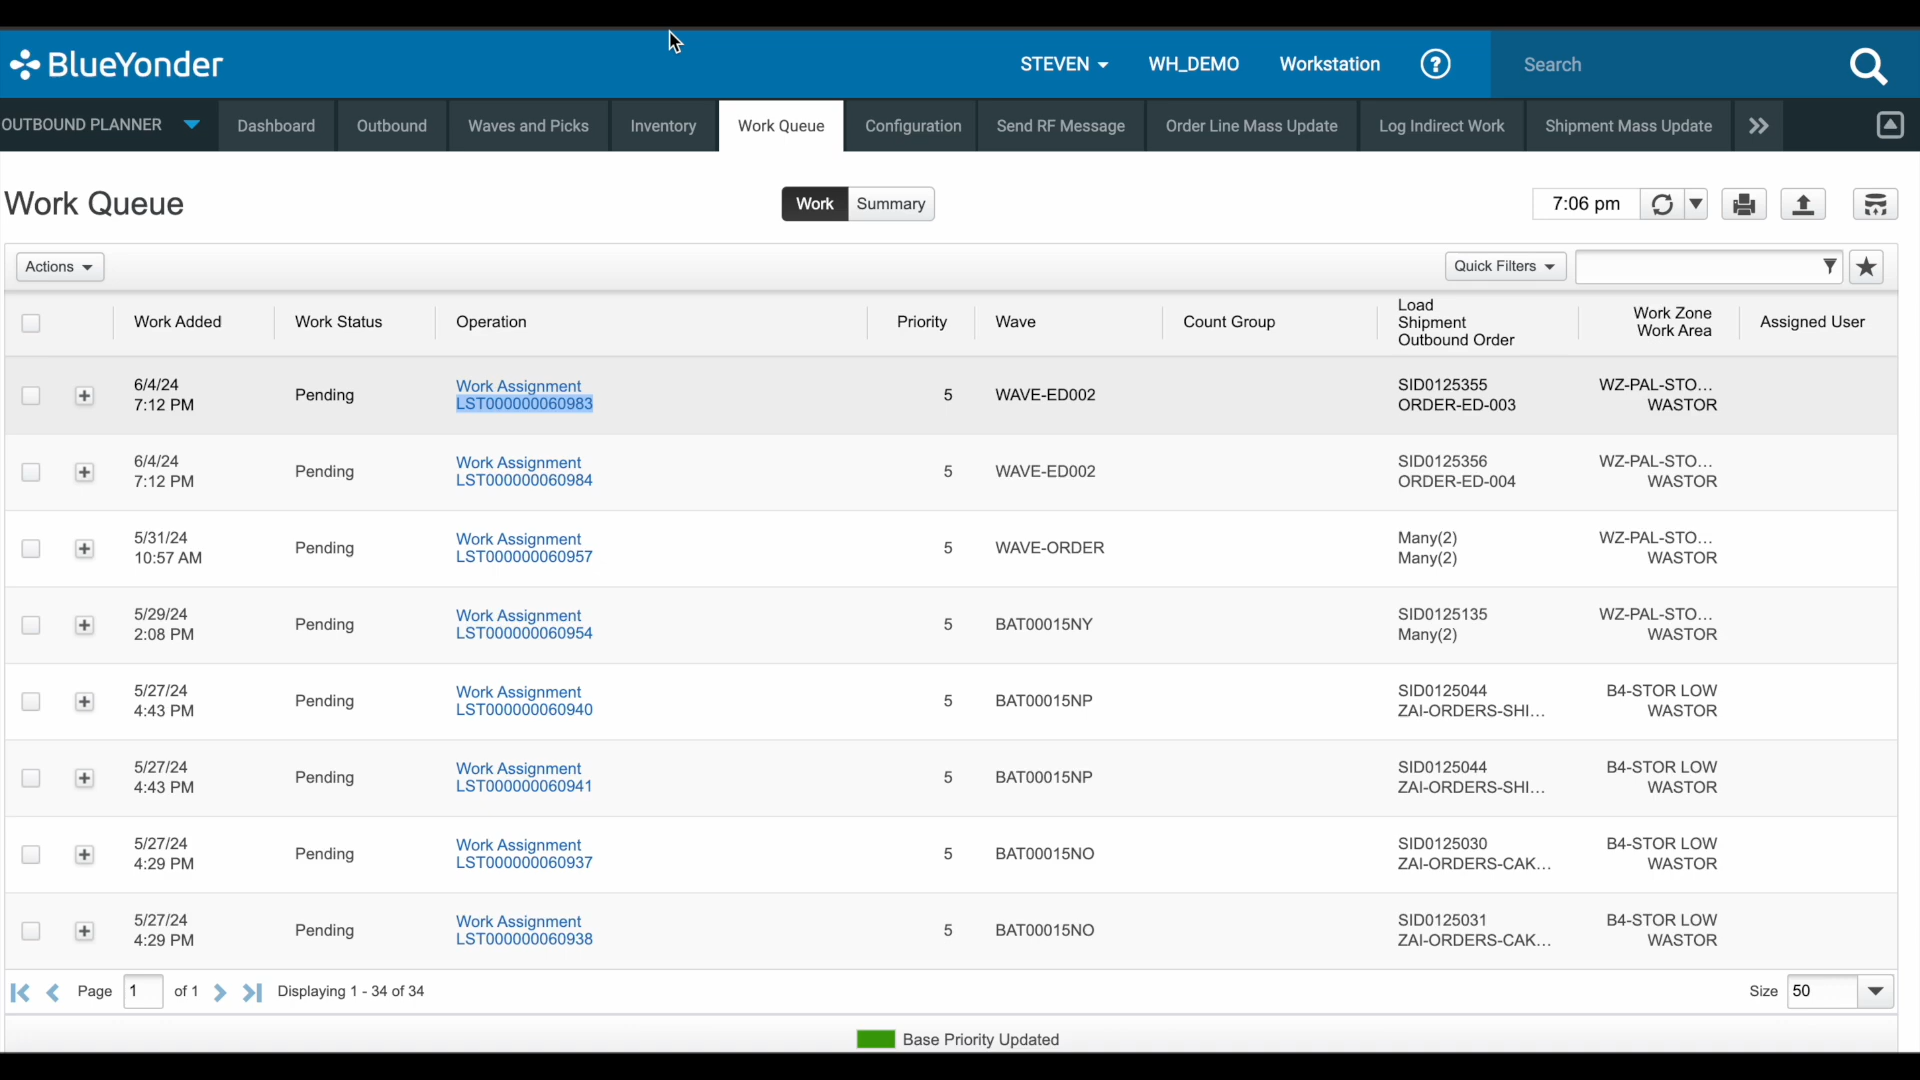 BlueYonder
STEVEN
WH_DEMO
Workstation
?
Search
OUTBOUND PLANNER
Dashboard
Outbound
Waves and Picks
Inventory
Work Queue
Configuration
Send RF Message
Order Line Mass Update
Log Indirect Work
Shipment Mass Update
Work Queue
Work
Summary
7:06 pm
Actions
Quick Filters
Work Added
Work Status
Operation
Priority
Wave
Count Group
Load
Shipment
Outbound Order
Work Zone
Work Area
Assigned User
6/4/24
7:12 PM
Pending
Work Assignment
LST000000060983
5
WAVE-ED002
SID0125355
ORDER-ED-003
WZ-PAL-STO...
WASTOR
6/4/24
7:12 PM
Pending
Work Assignment
LST000000060984
5
WAVE-ED002
SID0125356
ORDER-ED-004
WZ-PAL-STO...
WASTOR
5/31/24
10:57 AM
Pending
Work Assignment
LST000000060957
5
WAVE-ORDER
Many(2)
Many(2)
WZ-PAL-STO...
WASTOR
5/29/24
2:08 PM
Pending
Work Assignment
LST000000060954
5
BAT00015NY
SID0125135
Many(2)
WZ-PAL-STO...
WASTOR
5/27/24
4:43 PM
Pending
Work Assignment
LST000000060940
5
BAT00015NP
SID0125044
ZAI-ORDERS-SHI...
B4-STOR LOW
WASTOR
5/27/24
4:43 PM
Pending
Work Assignment
LST000000060941
5
BAT00015NP
SID0125044
ZAI-ORDERS-SHI...
B4-STOR LOW
WASTOR
5/27/24
4:29 PM
Pending
Work Assignment
LST000000060937
5
BAT00015NO
SID0125030
ZAI-ORDERS-CAK...
B4-STOR LOW
WASTOR
5/27/24
4:29 PM
Pending
Work Assignment
LST000000060938
5
BAT00015NO
SID0125031
ZAI-ORDERS-CAK...
B4-STOR LOW
WASTOR
Page 1 of 1
Displaying 1 - 34 of 34
Size 50
Base Priority Updated